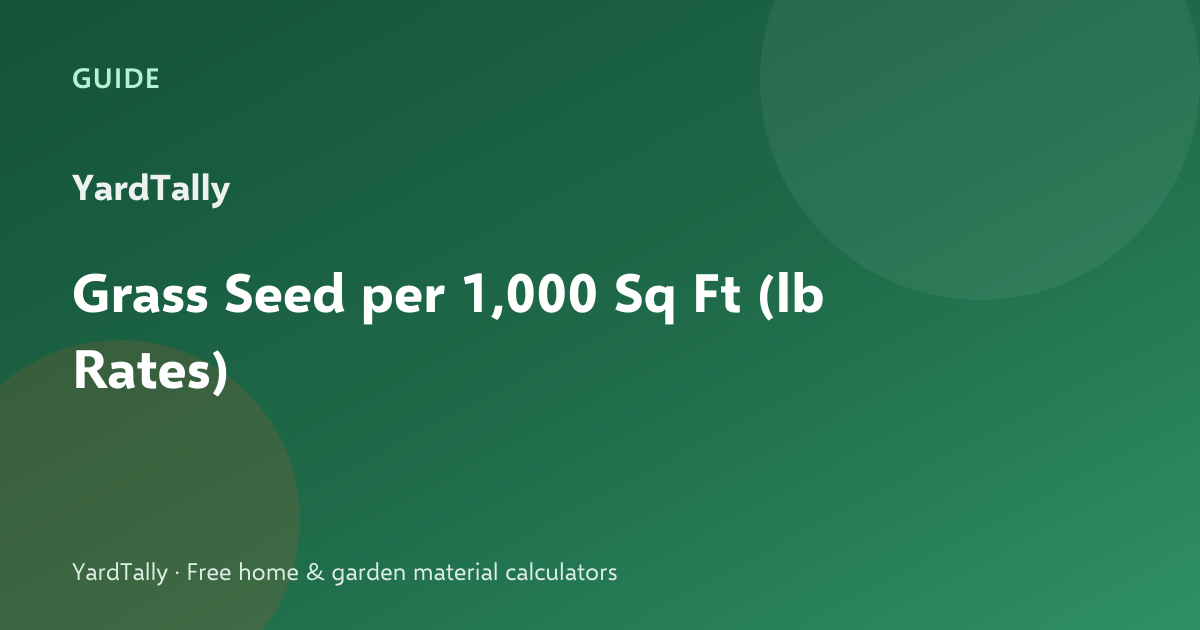 GUIDE
YardTally
Grass Seed per 1,000 Sq Ft (lb
Rates)
YardTally · Free home & garden material calculators